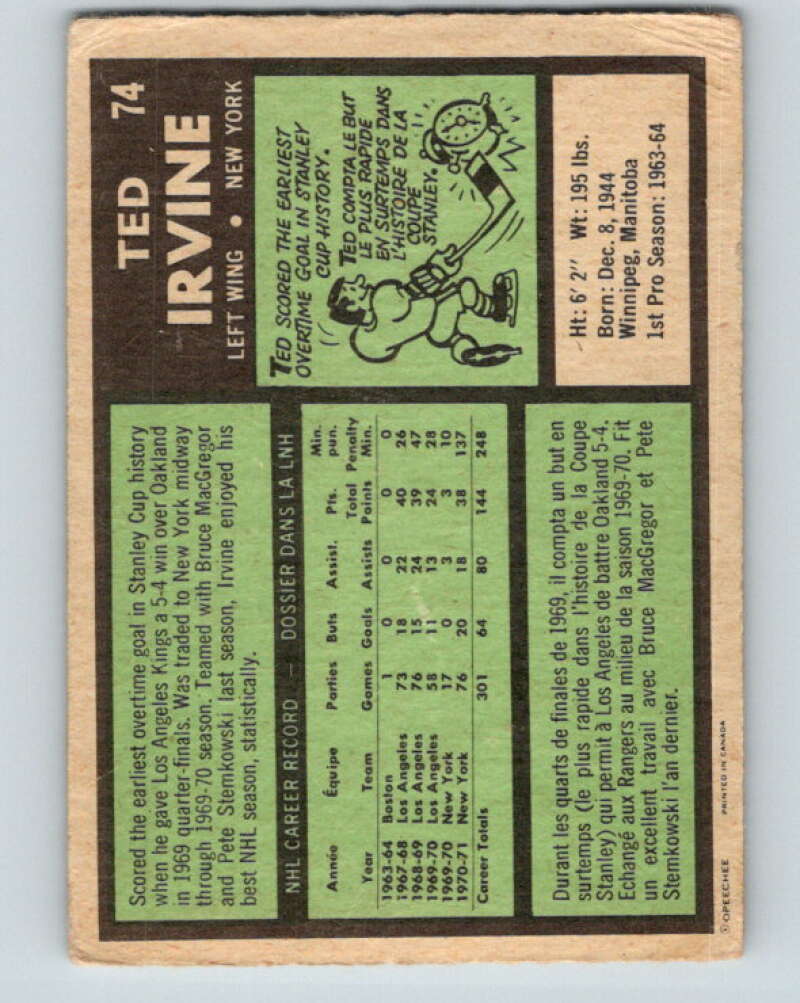 TED 74
IRVINE
LEFT WING • NEW YORK
TED SCORED THE EARLIEST
OVERTIME GOAL IN STANLEY
CUP HISTORY.
TED COMPTA LE BUT
LE PLUS RAPIDE
EN SURTEMPS DANS
L'HISTOIRE DE LA
COUPE
STANLEY.
Ht: 6' 2" Wt: 195 lbs.
Born: Dec. 8, 1944
Winnipeg, Manitoba
1st Pro Season: 1963-64
Scored the earliest overtime goal in Stanley Cup history
when he gave Los Angeles Kings a 5-4 win over Oakland
in 1969 quarter-finals. Was traded to New York midway
through 1969-70 season. Teamed with Bruce MacGregor
and Pete Stemkowski last season, Irvine enjoyed his
best NHL season, statistically.
NHL CAREER RECORD — DOSSIER DANS LA LNH
Min.
Pts. pun.
Année Équipe Parties Buts Assist. Total Penalty
Year Team Games Goals Assists Points Min.
1963-64 Boston 1 0 0 0 0
1967-68 Los Angeles 73 18 22 40 26
1968-69 Los Angeles 76 15 24 39 47
1969-70 Los Angeles 58 11 13 24 28
1969-70 New York 17 0 3 3 10
1970-71 New York 76 20 18 38 137
Career Totals 301 64 80 144 248
Durant les quarts de finales de 1969, il compta un but en
surtemps (le plus rapide dans l'histoire de la Coupe
Stanley) qui permit à Los Angeles de battre Oakland 5-4.
Echangé aux Rangers au milieu de la saison 1969-70. Fit
un excellent travail avec Bruce MacGregor et Pete
Stemkowski l'an dernier.
©OPEECHEE PRINTED IN CANADA